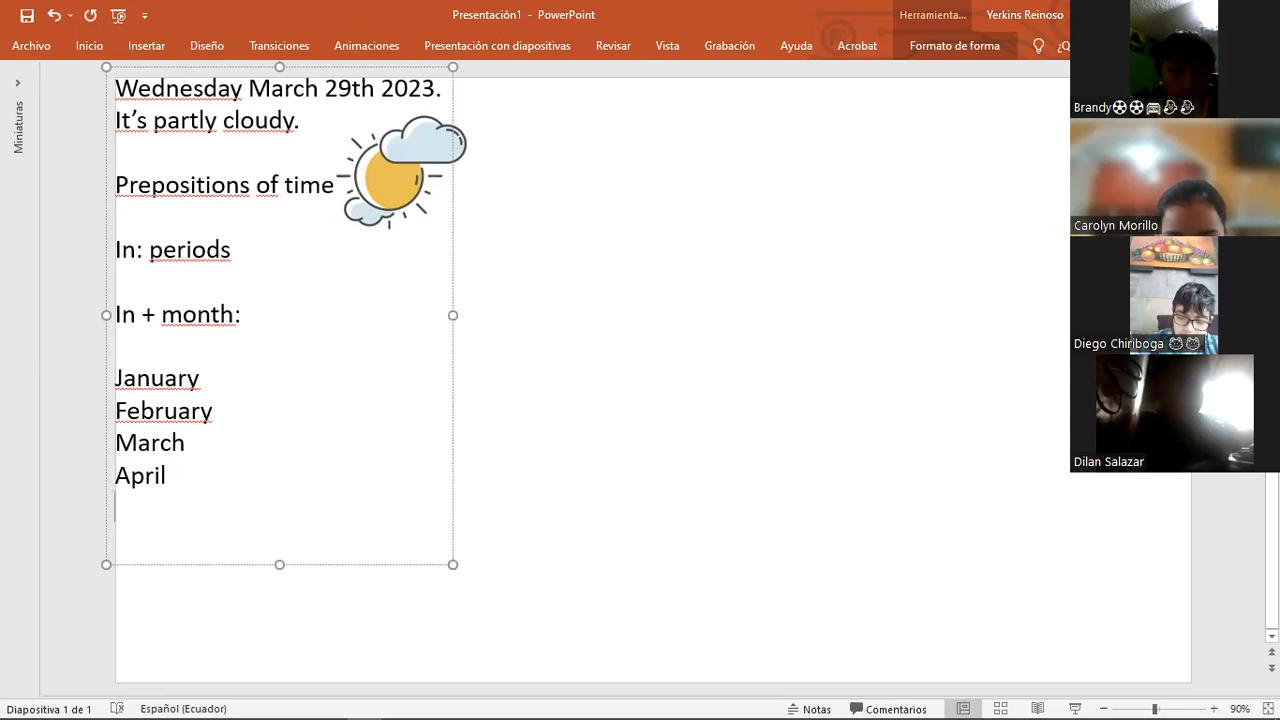 Presentación1 - PowerPoint
Herramienta...
Yerkins Reinoso
Archivo
Inicio
Insertar
Diseño
Transiciones
Animaciones
Presentación con diapositivas
Revisar
Vista
Grabación
Ayuda
Acrobat
Formato de forma
¿Q
Miniaturas
Wednesday March 29th 2023.
It's partly cloudy.
Prepositions of time
In: periods
In + month:
January
February
March
April
Brandy⚽⚽
Carolyn Morillo
Diego Chiriboga
Dilan Salazar
Diapositiva 1 de 1
Español (Ecuador)
Notas
Comentarios
90%